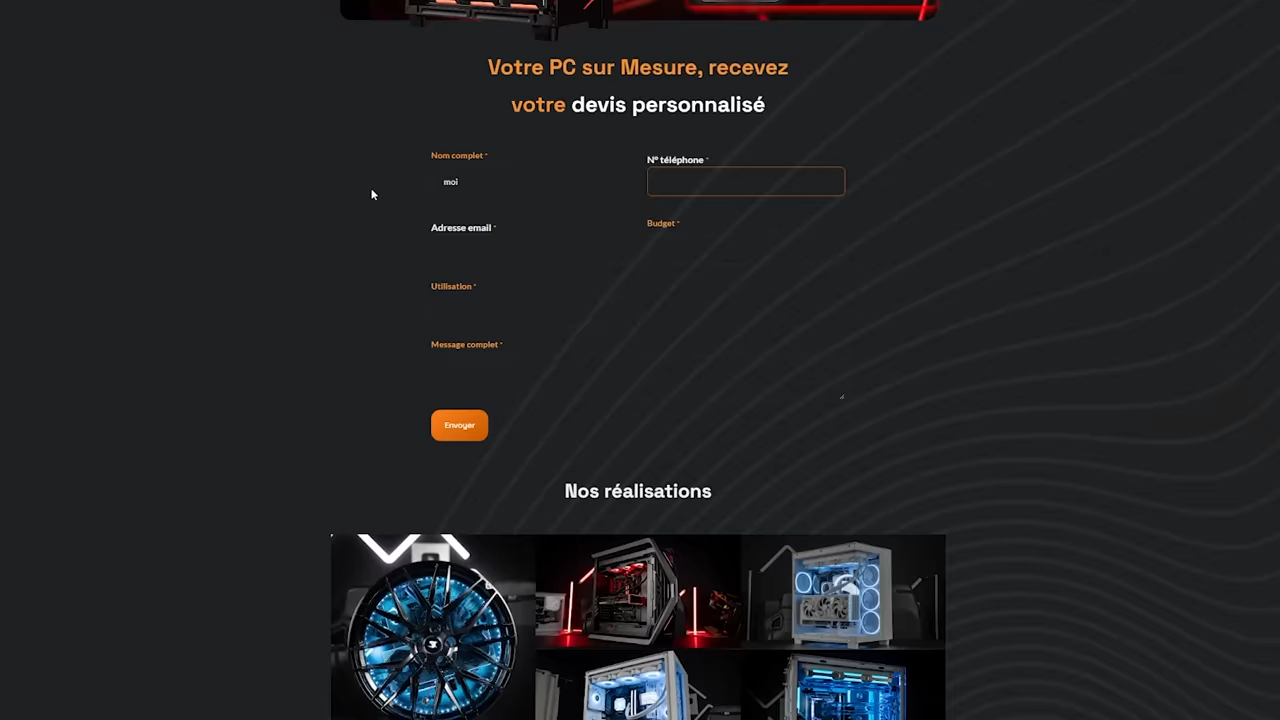 Votre PC sur Mesure, recevez
votre devis personnalisé
Nom complet *
N° téléphone *
moi
Adresse email *
Budget *
Utilisation *
Message complet *
Envoyer
Nos réalisations